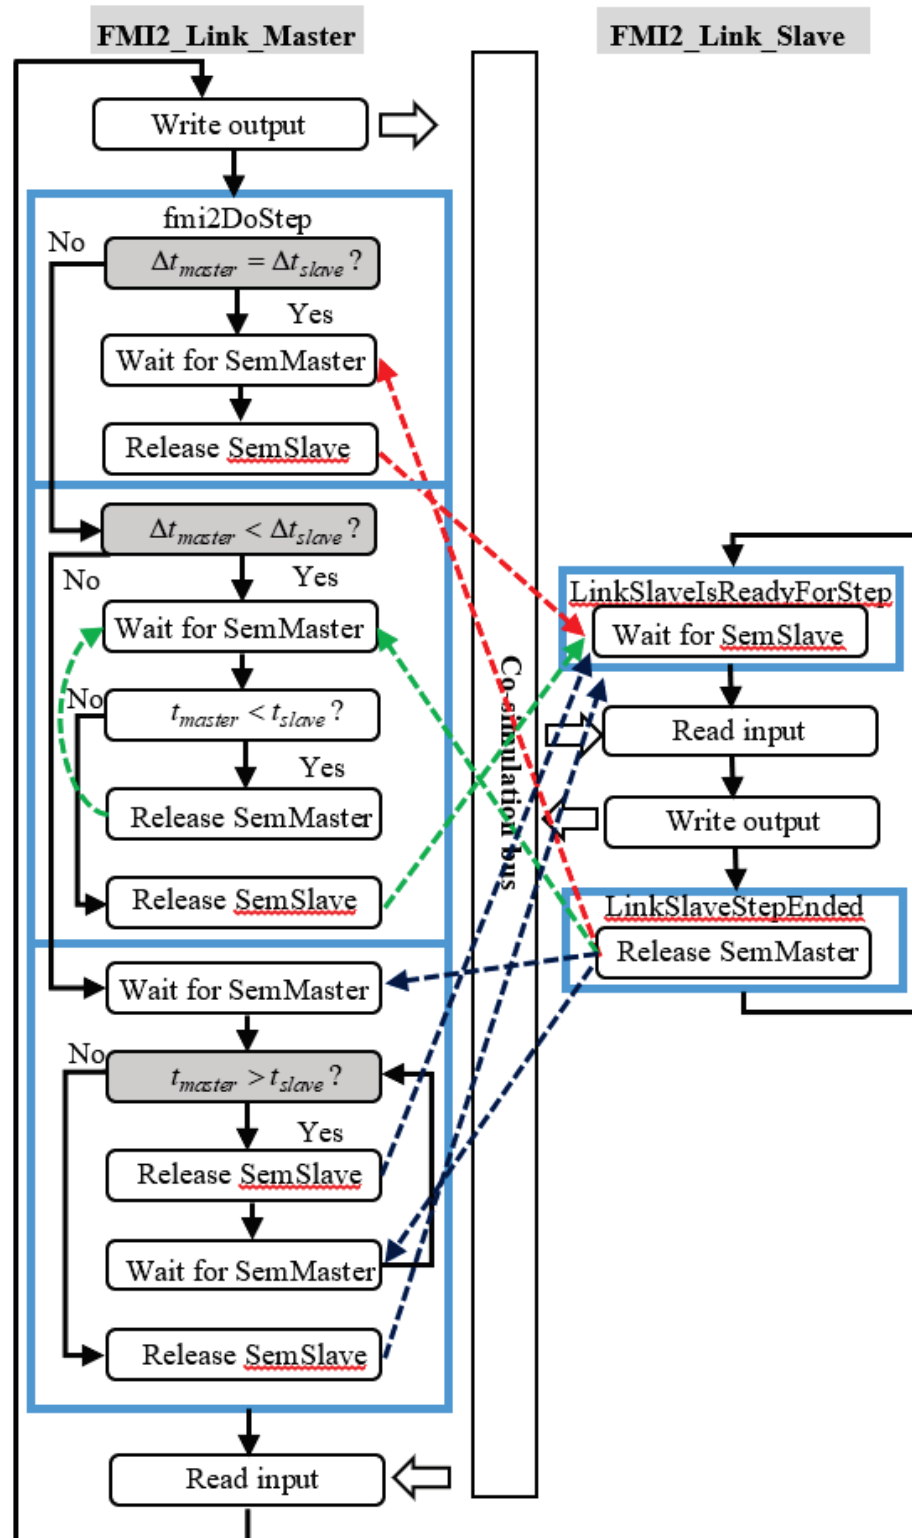 FMI2_Link_Master
Write output
fmi2DoStep
No
Δt_master = Δt_slave ?
Yes
Wait for SemMaster
Release SemSlave
Δt_master < Δt_slave ?
No
Yes
Wait for SemMaster
No
t_master < t_slave ?
Yes
Release SemMaster
Release SemSlave
Wait for SemMaster
No
t_master > t_slave ?
Yes
Release SemSlave
Wait for SemMaster
Release SemSlave
Read input
Co-simulation bus
FMI2_Link_Slave
LinkSlaveIsReadyForStep
Wait for SemSlave
Read input
Write output
LinkSlaveStepEnded
Release SemMaster